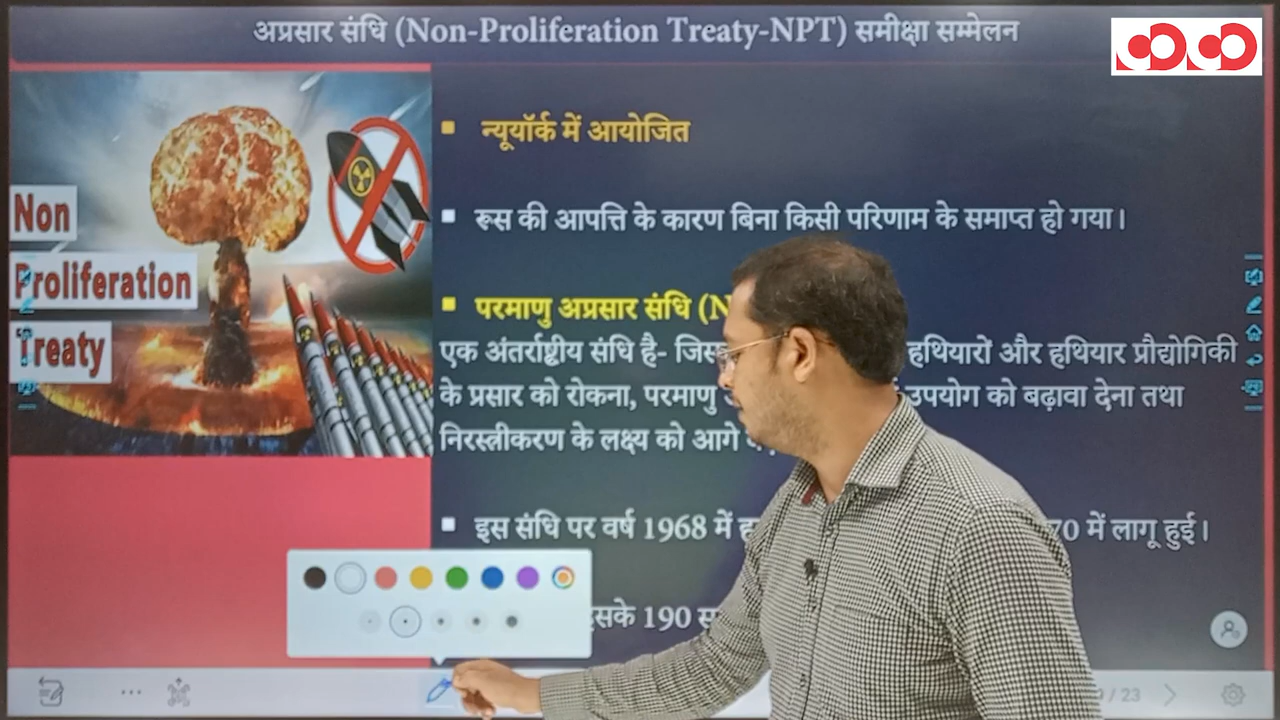 अप्रसार संधि (Non-Proliferation Treaty-NPT) समीक्षा सम्मेलन
Non
Proliferation
Treaty
न्यूयॉर्क में आयोजित
रूस की आपत्ति के कारण बिना किसी परिणाम के समाप्त हो गया।
परमाणु अप्रसार संधि (N
एक अंतर्राष्ट्रीय संधि है- हथियारों और हथियार प्रौद्योगिकी
के प्रसार को रोकना, परमाणु उपयोग को बढ़ावा देना तथा
निरस्त्रीकरण के लक्ष्य को आगे
इस संधि पर वर्ष 1968 में 70 में लागू हुई।
इसके 190
/ 23